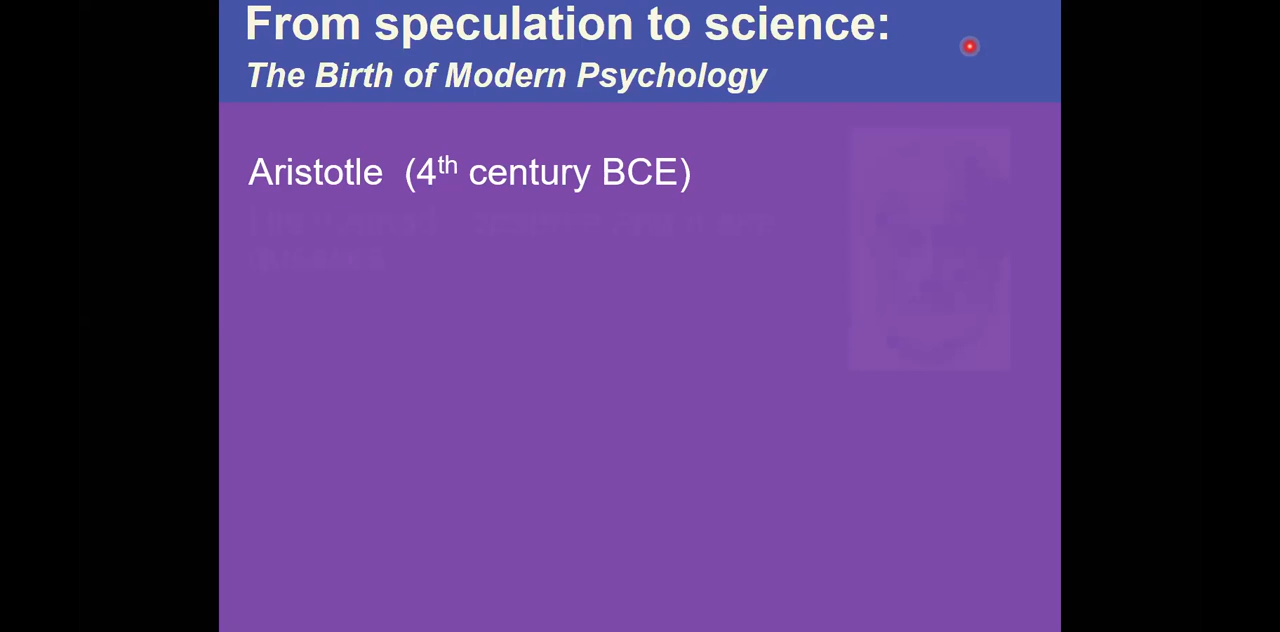 From speculation to science:
The Birth of Modern Psychology
Aristotle (4th century BCE)